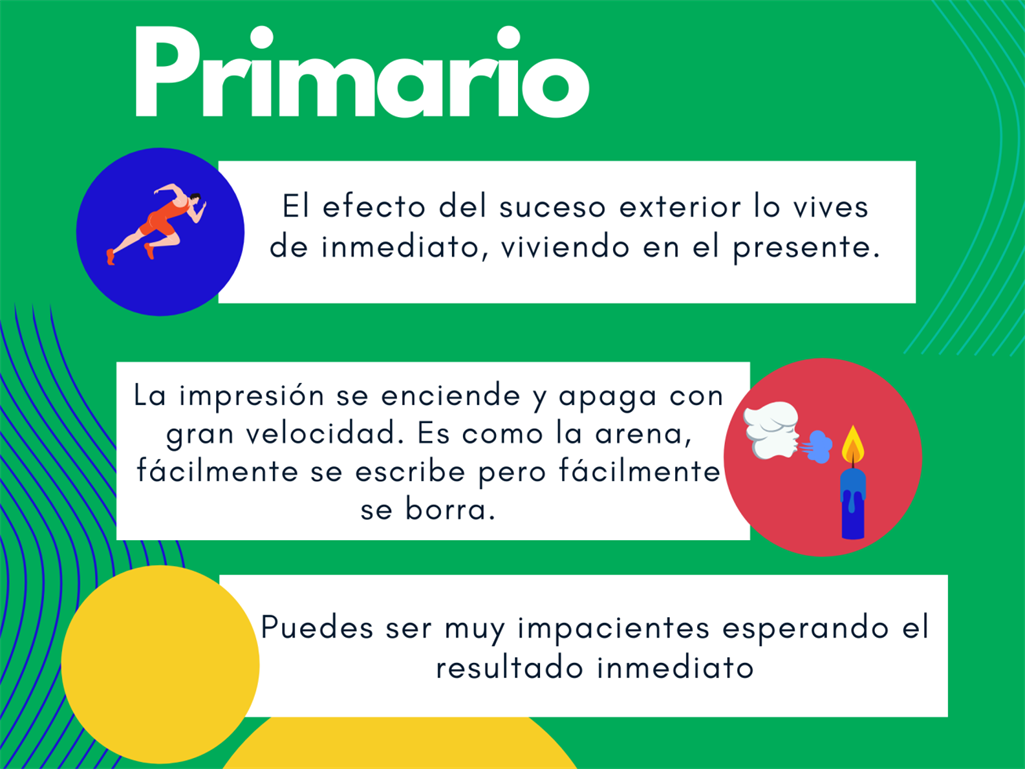 Primario
El efecto del suceso exterior lo vives
de inmediato, viviendo en el presente.
La impresión se enciende y apaga con
gran velocidad. Es como la arena,
fácilmente se escribe pero fácilmente
se borra.
Puedes ser muy impacientes esperando el
resultado inmediato